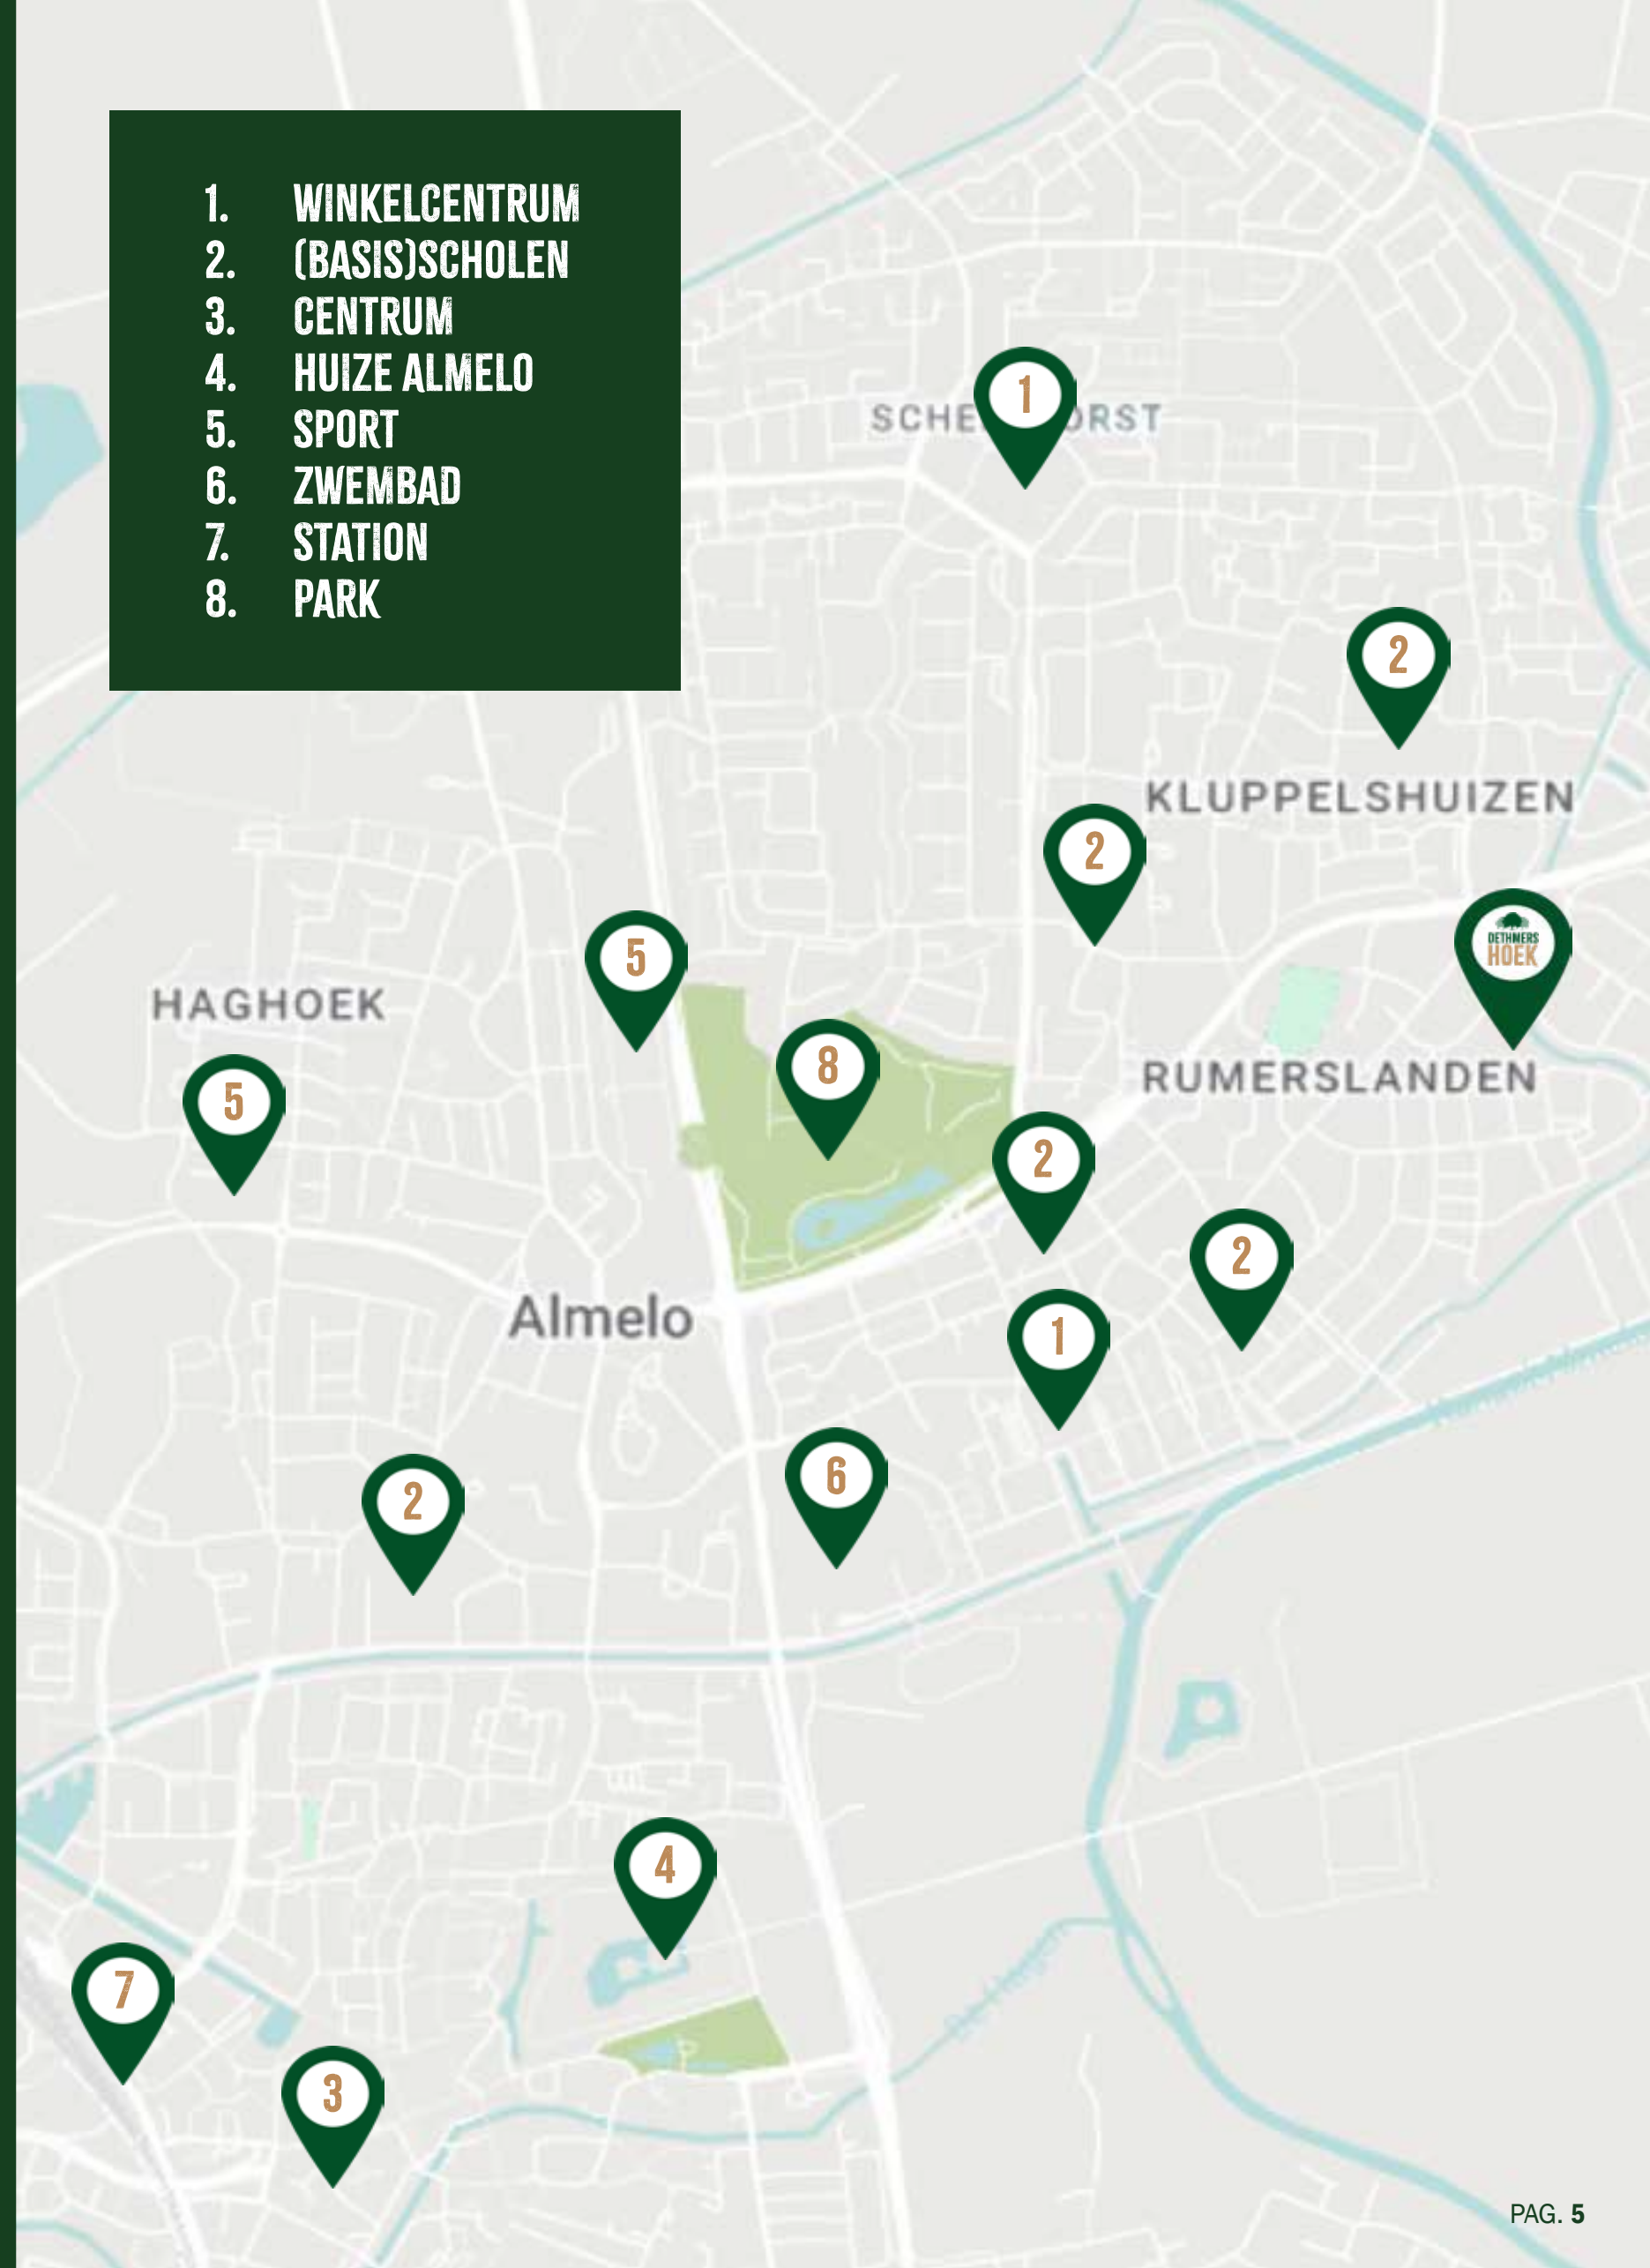 1. WINKELCENTRUM
2. (BASIS)SCHOLEN
3. CENTRUM
4. HUIZE ALMELO
5. SPORT
6. ZWEMBAD
7. STATION
8. PARK
1
2
KLUPPELSHUIZEN
2
DETHMERS
HOEK
5
HAGHOEK
8
RUMERSLANDEN
5
2
2
Almelo
1
6
2
4
7
3
PAG. 5